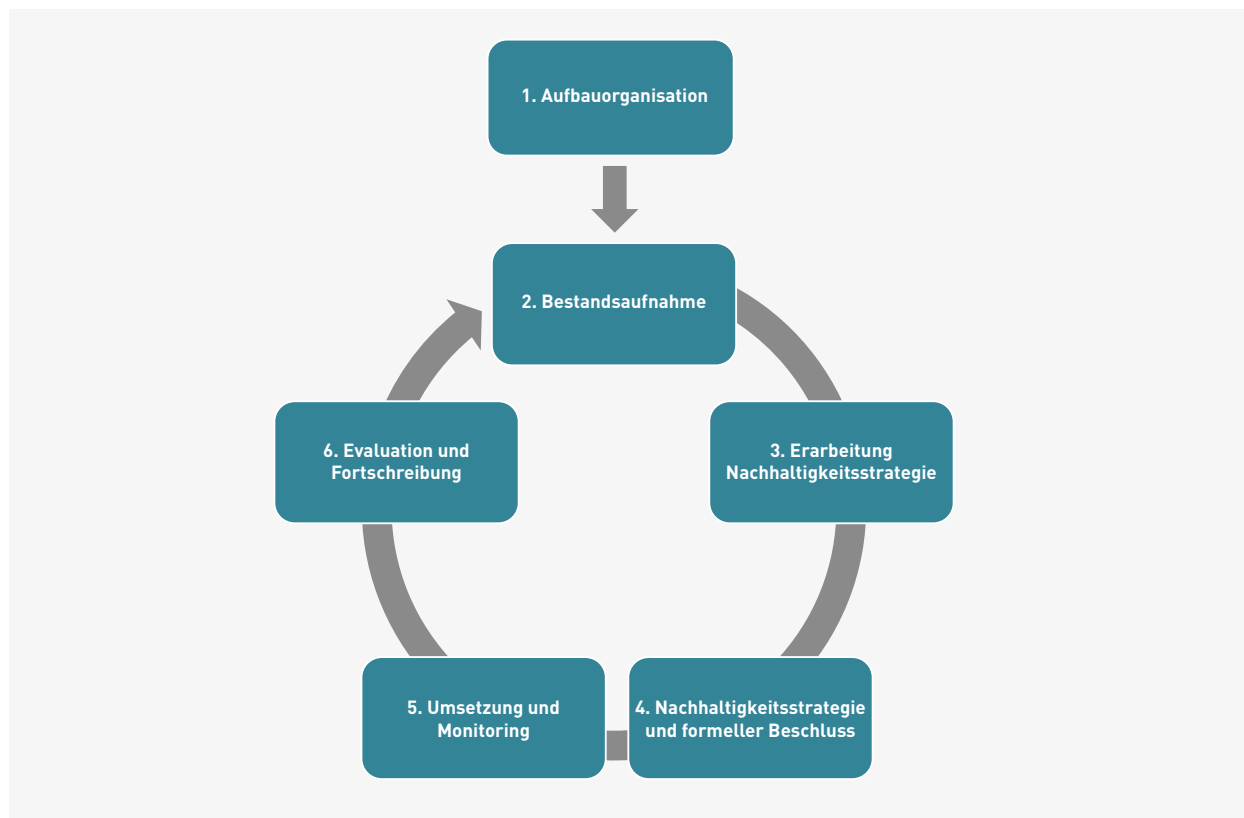 1. Aufbauorganisation
2. Bestandsaufnahme
3. Erarbeitung
Nachhaltigkeitsstrategie
4. Nachhaltigkeitsstrategie
und formeller Beschluss
5. Umsetzung und
Monitoring
6. Evaluation und
Fortschreibung